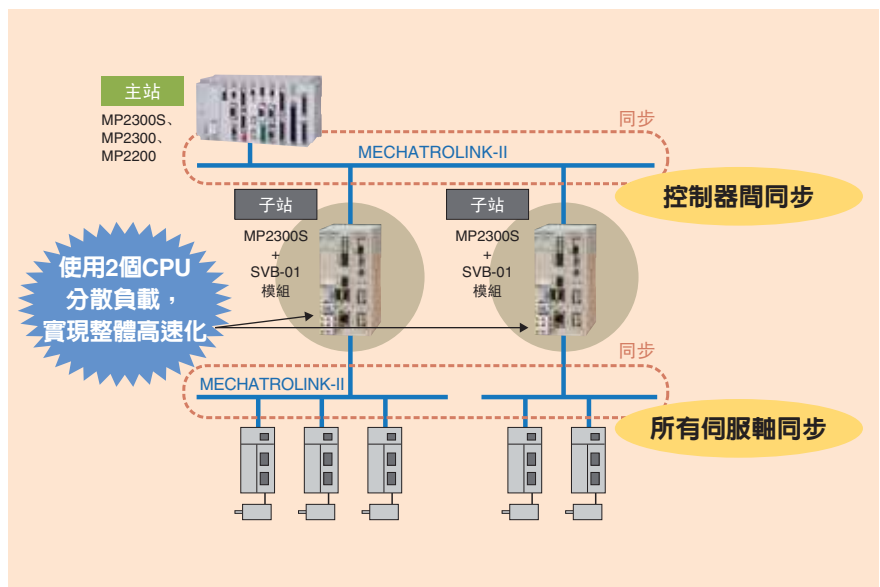 主站
MP2300S、
MP2300、
MP2200
同步
MECHATROLINK-II
控制器間同步
子站
MP2300S
+
SVB-01
模組
子站
MP2300S
+
SVB-01
模組
使用2個CPU
分散負載，
實現整體高速化
同步
MECHATROLINK-II
所有伺服軸同步